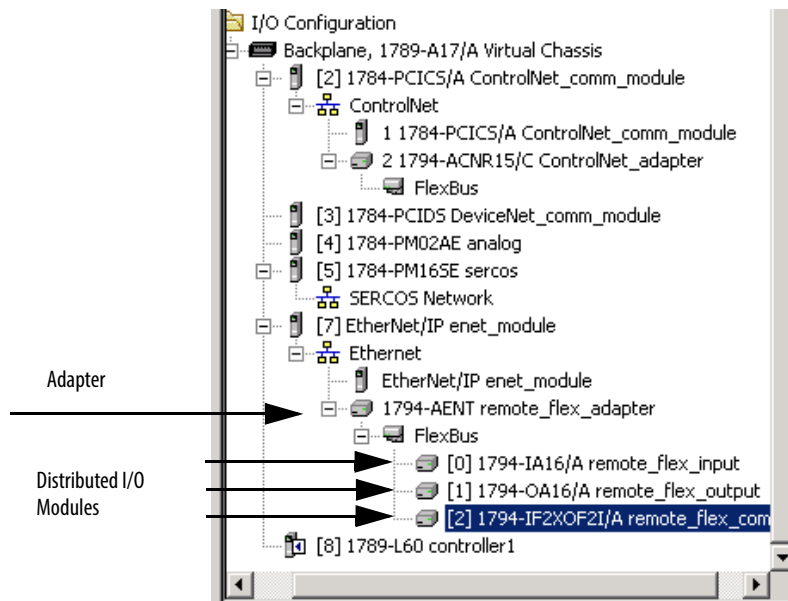 I/O Configuration
Backplane, 1789-A17/A Virtual Chassis
[2] 1784-PCICS/A ControlNet_comm_module
ControlNet
1 1784-PCICS/A ControlNet_comm_module
2 1794-ACNR15/C ControlNet_adapter
FlexBus
[3] 1784-PCIDS DeviceNet_comm_module
[4] 1784-PM02AE analog
[5] 1784-PM16SE sercos
SERCOS Network
[7] EtherNet/IP enet_module
Ethernet
EtherNet/IP enet_module
Adapter
1794-AENT remote_flex_adapter
FlexBus
Distributed I/O
Modules
[0] 1794-IA16/A remote_flex_input
[1] 1794-OA16/A remote_flex_output
[2] 1794-IF2XOF2I/A remote_flex_com
[8] 1789-L60 controller1